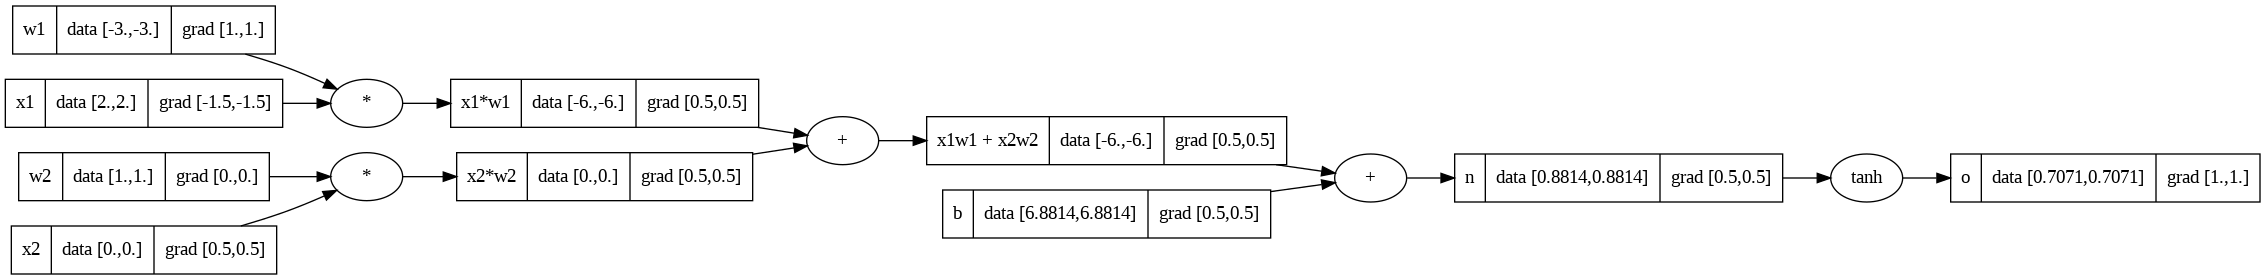 w1 data [-3.,-3.] grad [1.,1.]
x1 data [2.,2.] grad [-1.5,-1.5]
*
x1*w1 data [-6.,-6.] grad [0.5,0.5]
w2 data [1.,1.] grad [0.,0.]
x2 data [0.,0.] grad [0.5,0.5]
*
x2*w2 data [0.,0.] grad [0.5,0.5]
+
x1w1 + x2w2 data [-6.,-6.] grad [0.5,0.5]
b data [6.8814,6.8814] grad [0.5,0.5]
+
n data [0.8814,0.8814] grad [0.5,0.5]
tanh
o data [0.7071,0.7071] grad [1.,1.]